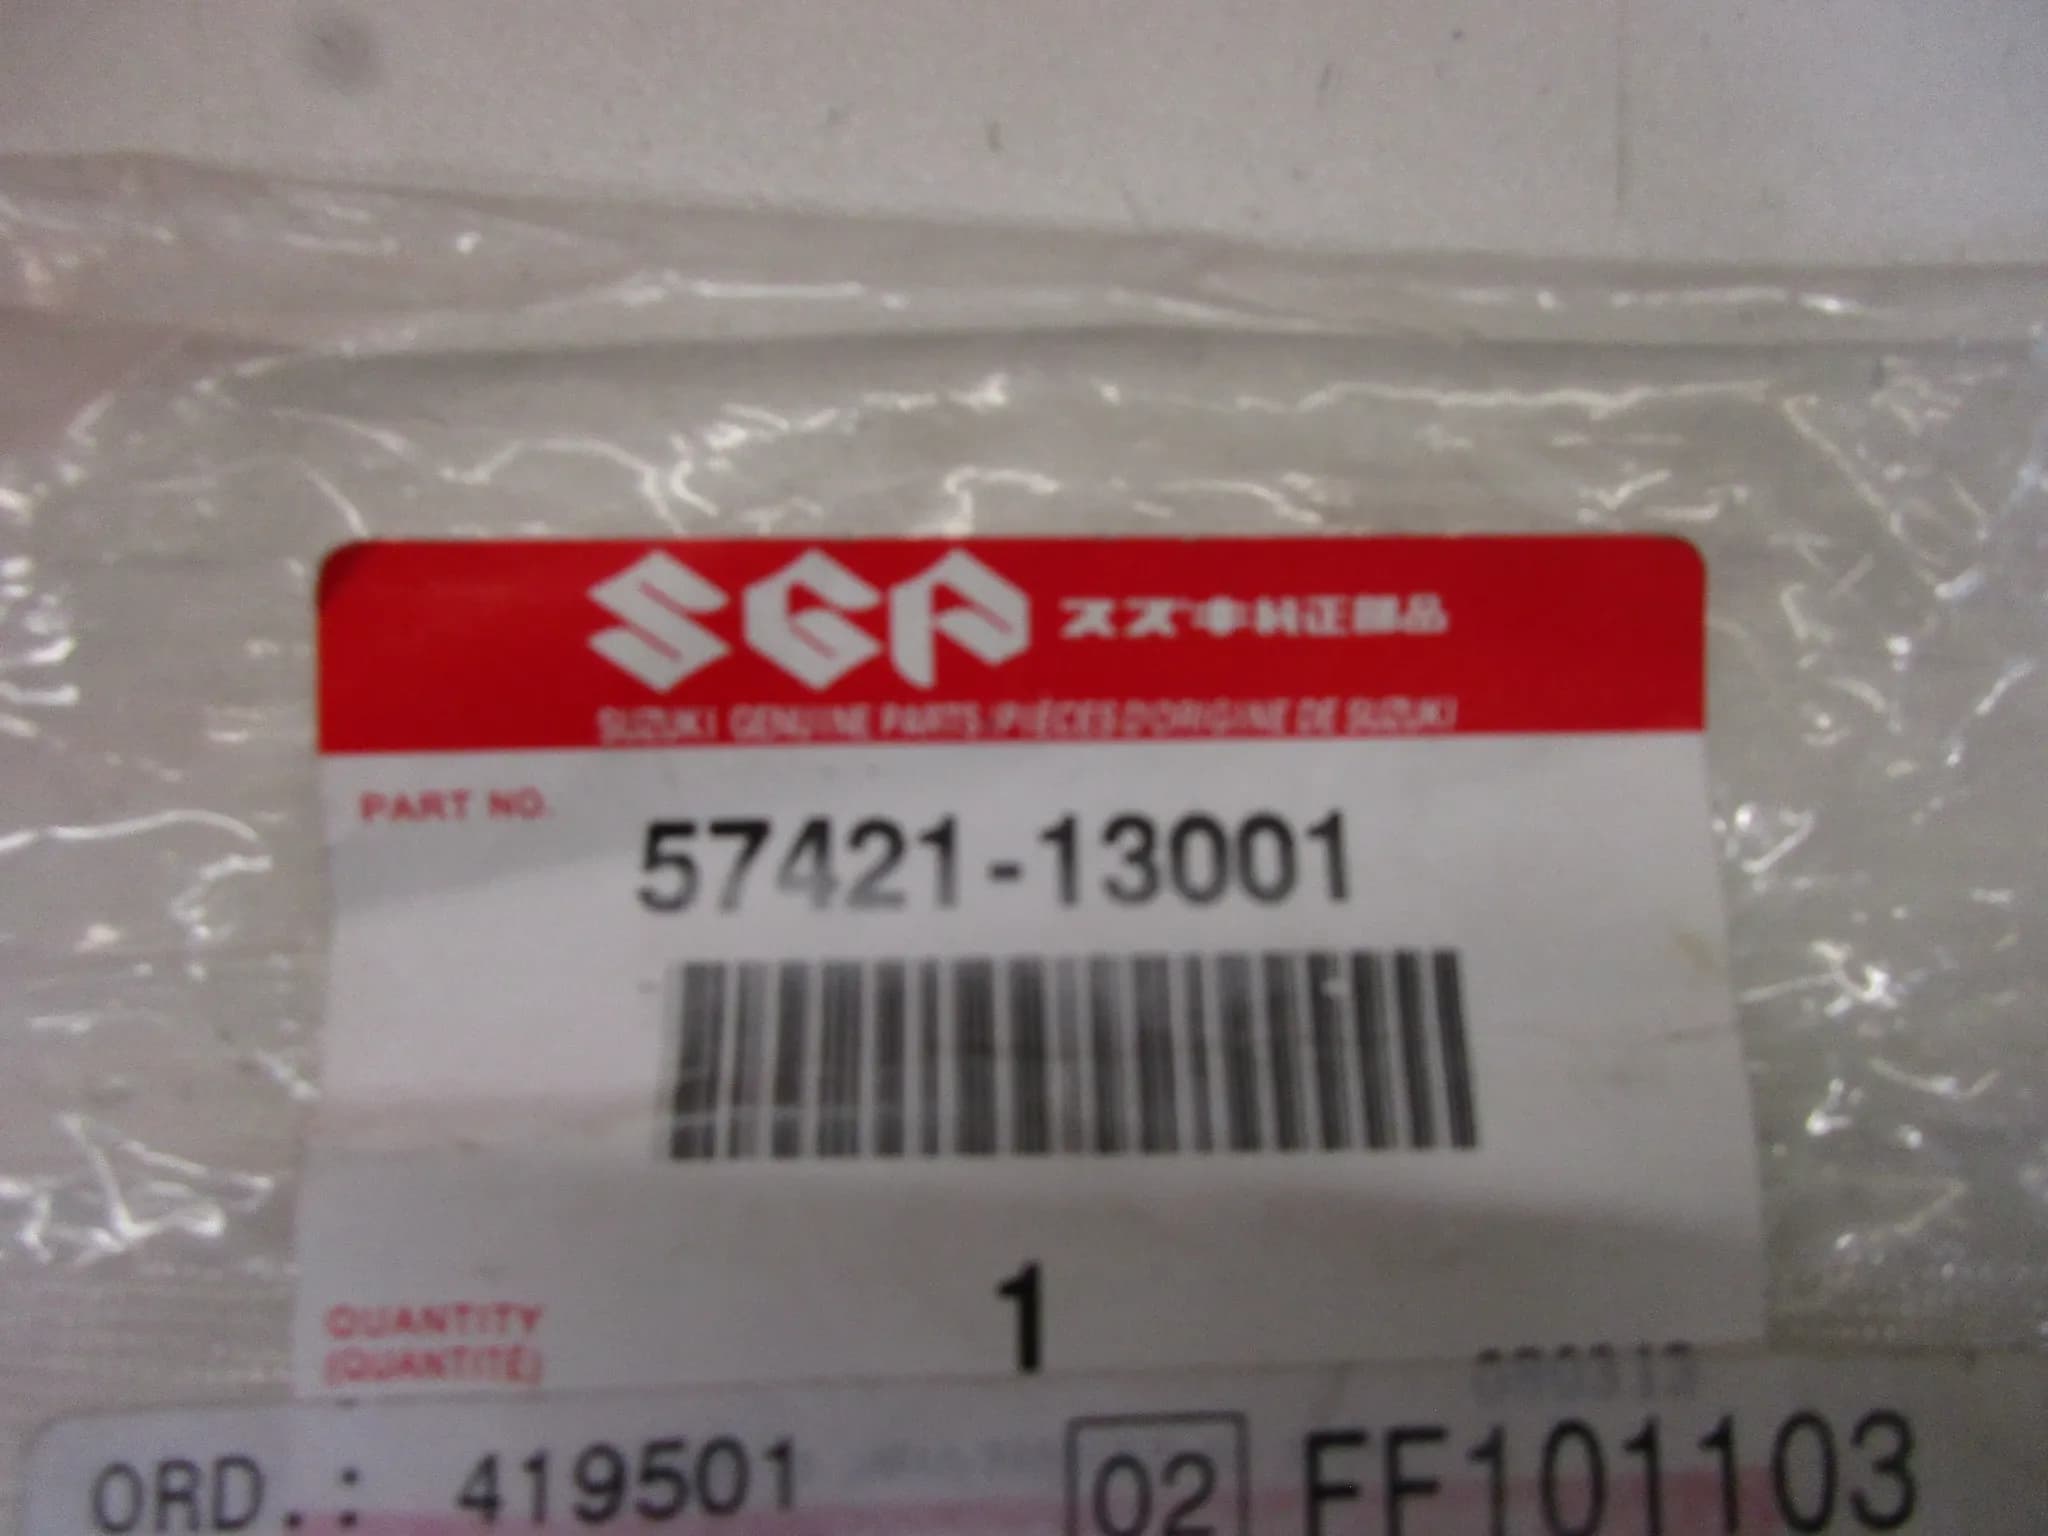 SGP スズキ純正部品
SUZUKI GENUINE PARTS/PIÈCES D'ORIGINE DE SUZUKI
PART NO. 57421-13001
QUANTITY 1
(QUANTITÉ)
ORD.: 419501 02 FF101103